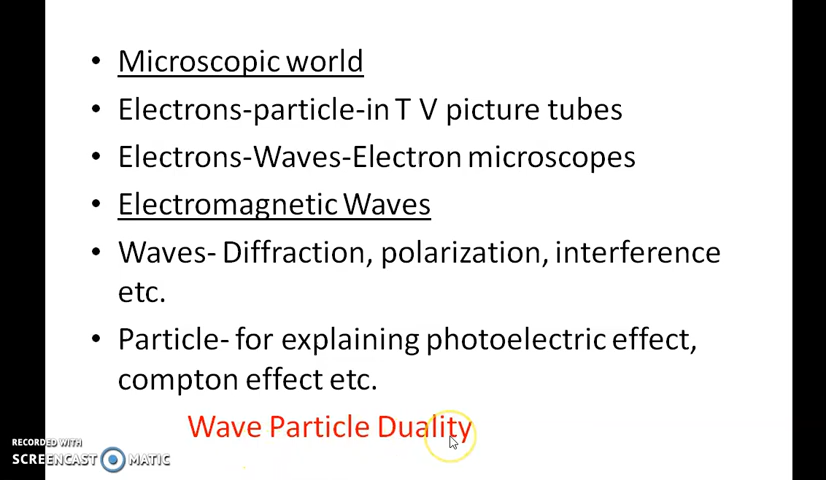 • Microscopic world
• Electrons-particle-in T V picture tubes
• Electrons-Waves-Electron microscopes
• Electromagnetic Waves
• Waves- Diffraction, polarization, interference
etc.
• Particle- for explaining photoelectric effect,
compton effect etc.
Wave Particle Duality
RECORDED WITH
SCREENCAST MATIC